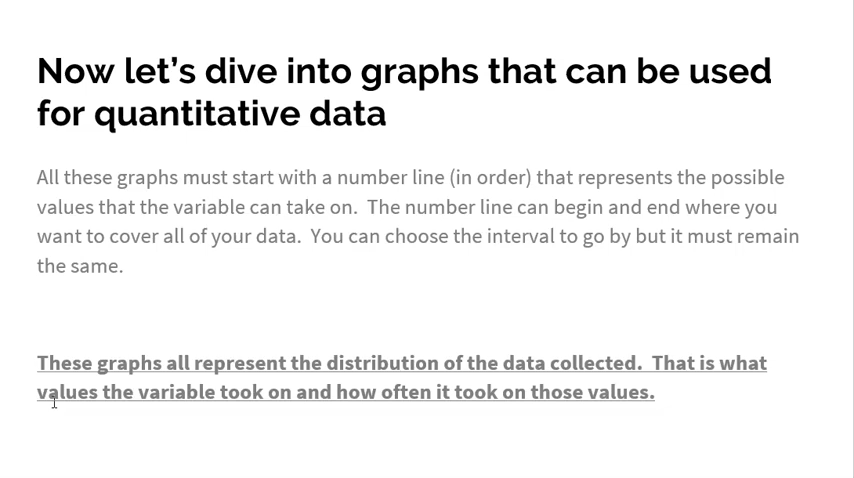 Now let’s dive into graphs that can be used
for quantitative data
All these graphs must start with a number line (in order) that represents the possible
values that the variable can take on.  The number line can begin and end where you
want to cover all of your data.  You can choose the interval to go by but it must remain
the same.
These graphs all represent the distribution of the data collected.  That is what
values the variable took on and how often it took on those values.